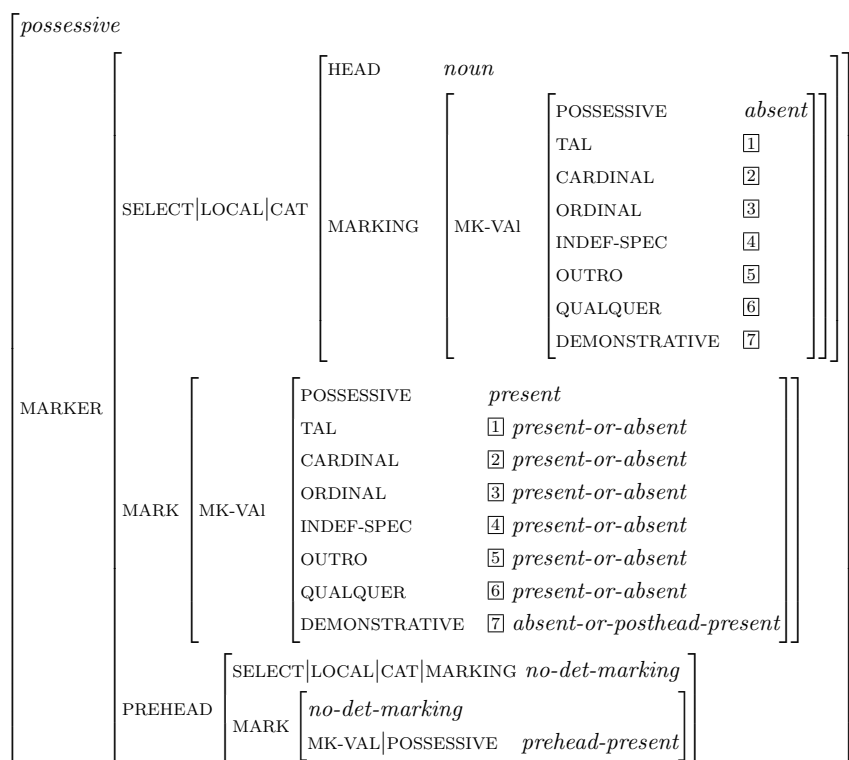 possessive
HEAD noun
POSSESSIVE absent
TAL 1
CARDINAL 2
SELECT|LOCAL|CAT MARKING MK-VAl ORDINAL 3
INDEF-SPEC 4
OUTRO 5
QUALQUER 6
DEMONSTRATIVE 7
MARKER
POSSESSIVE present
TAL 1 present-or-absent
CARDINAL 2 present-or-absent
ORDINAL 3 present-or-absent
MARK MK-VAl
INDEF-SPEC 4 present-or-absent
OUTRO 5 present-or-absent
QUALQUER 6 present-or-absent
DEMONSTRATIVE 7 absent-or-posthead-present
SELECT|LOCAL|CAT|MARKING no-det-marking
PREHEAD
MARK no-det-marking
MK-VAL|POSSESSIVE prehead-present